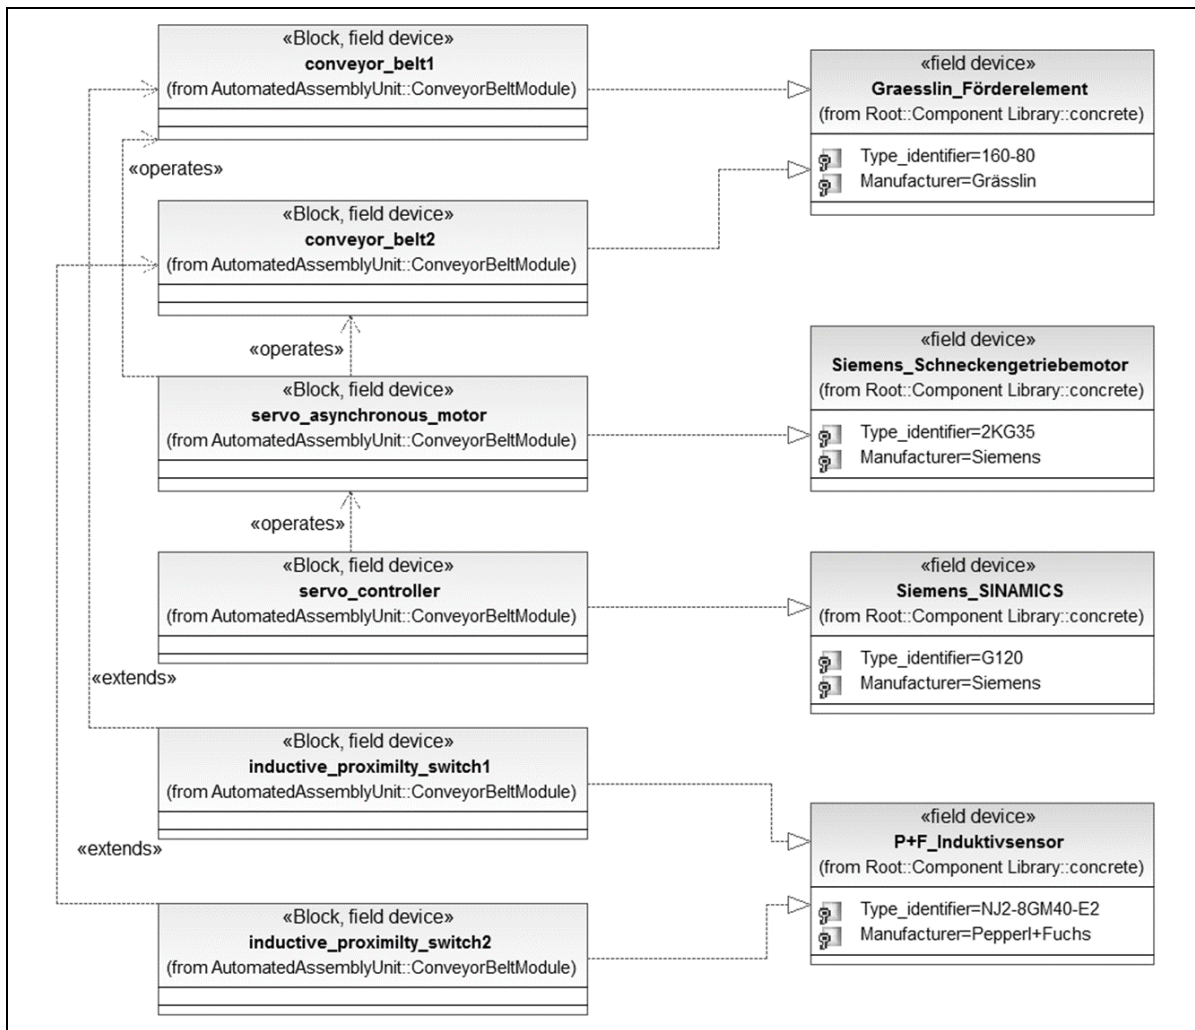 «Block, field device»
conveyor_belt1
(from AutomatedAssemblyUnit::ConveyorBeltModule)
«field device»
Graesslin_Förderelement
(from Root::Component Library::concrete)
Type_identifier=160-80
Manufacturer=Grässlin
«operates»
«Block, field device»
conveyor_belt2
(from AutomatedAssemblyUnit::ConveyorBeltModule)
«operates»
«field device»
Siemens_Schneckengetriebemotor
(from Root::Component Library::concrete)
Type_identifier=2KG35
Manufacturer=Siemens
«Block, field device»
servo_asynchronous_motor
(from AutomatedAssemblyUnit::ConveyorBeltModule)
«operates»
«Block, field device»
servo_controller
(from AutomatedAssemblyUnit::ConveyorBeltModule)
«field device»
Siemens_SINAMICS
(from Root::Component Library::concrete)
Type_identifier=G120
Manufacturer=Siemens
«extends»
«Block, field device»
inductive_proximilty_switch1
(from AutomatedAssemblyUnit::ConveyorBeltModule)
«field device»
P+F_Induktivsensor
(from Root::Component Library::concrete)
Type_identifier=NJ2-8GM40-E2
Manufacturer=Pepperl+Fuchs
«extends»
«Block, field device»
inductive_proximilty_switch2
(from AutomatedAssemblyUnit::ConveyorBeltModule)